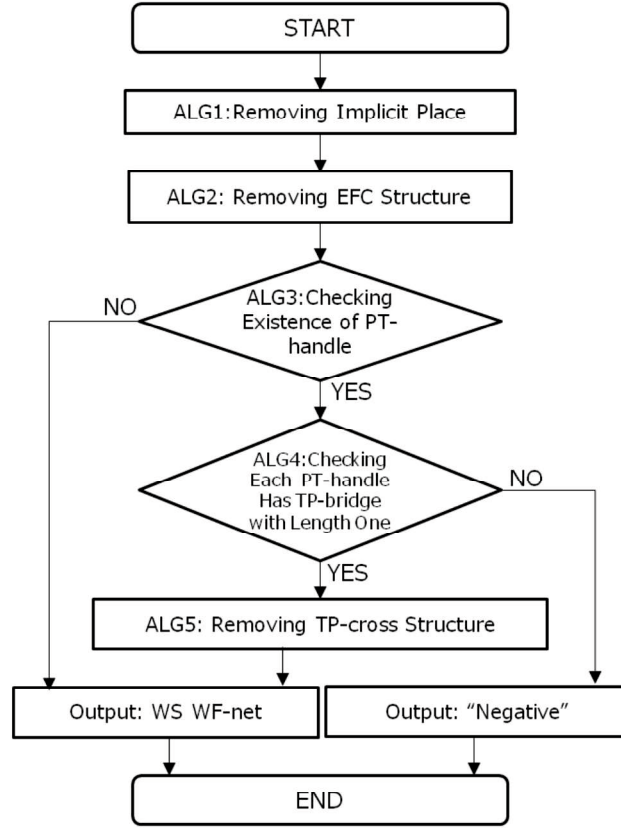 START
ALG1:Removing Implicit Place
ALG2: Removing EFC Structure
NO
ALG3:Checking
Existence of PT-
handle
YES
ALG4:Checking
Each PT-handle
Has TP-bridge
with Length One
NO
YES
ALG5: Removing TP-cross Structure
Output: WS WF-net
Output: “Negative”
END